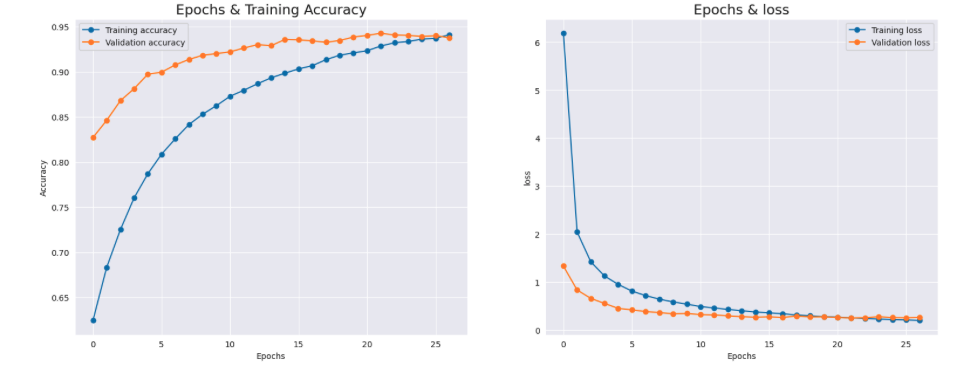 Epochs & Training Accuracy
Training accuracy
Validation accuracy
0.95
0.90
0.85
0.80
0.75
0.70
0.65
Accuracy
0 5 10 15 20 25
Epochs
Epochs & loss
Training loss
Validation loss
6
5
4
3
2
1
0
loss
0 5 10 15 20 25
Epochs